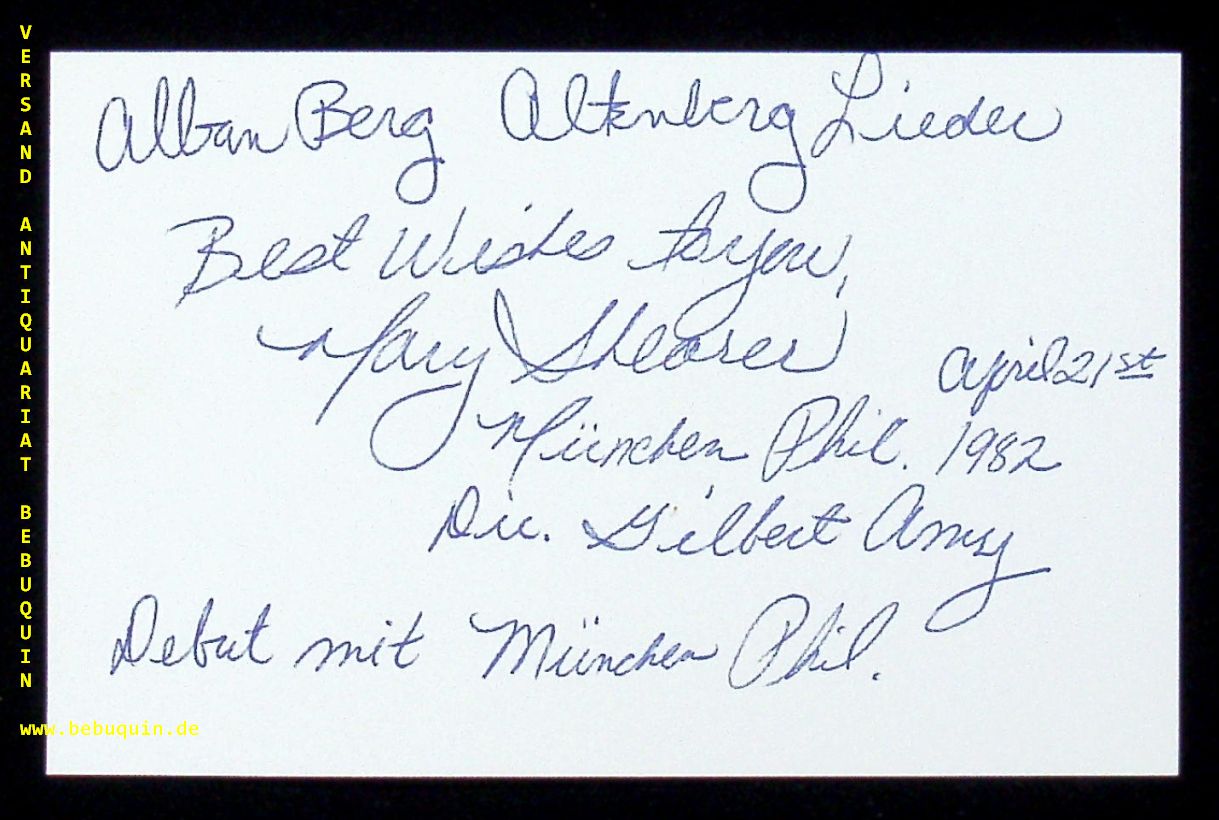 Alban Berg Altenberg Lieder
Best Wishes to you,
Mary Shearer
April 21st
München Phil. 1982
Dir. Gilbert Amy
Debut mit München Phil.
VERSAND ANTIQUARIAT BEBUQUIN
www.bebuquin.de